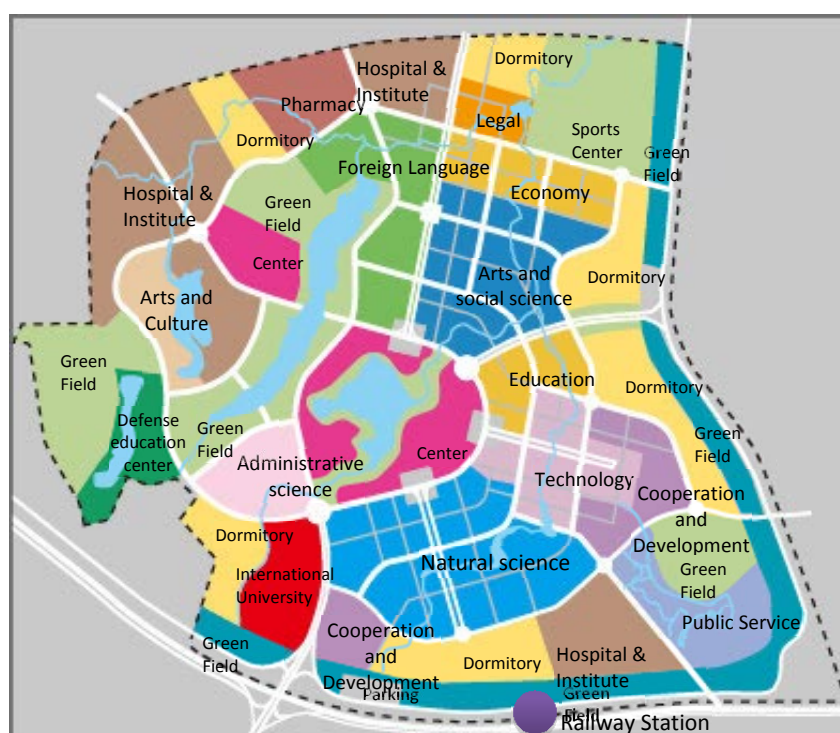 Dormitory
Hospital &
Institute
Pharmacy
Legal
Dormitory
Sports
Center
Green
Field
Foreign Language
Economy
Hospital &
Institute
Green
Field
Center
Arts and
social science
Dormitory
Arts and
Culture
Green
Field
Education
Dormitory
Defense
education
center
Green
Field
Center
Green
Field
Administrative
science
Technology
Cooperation
and
Development
Dormitory
Natural science
Green
Field
International
University
Public Service
Green
Field
Cooperation
and
Development
Dormitory
Hospital &
Institute
Parking
Green
Field
Railway Station